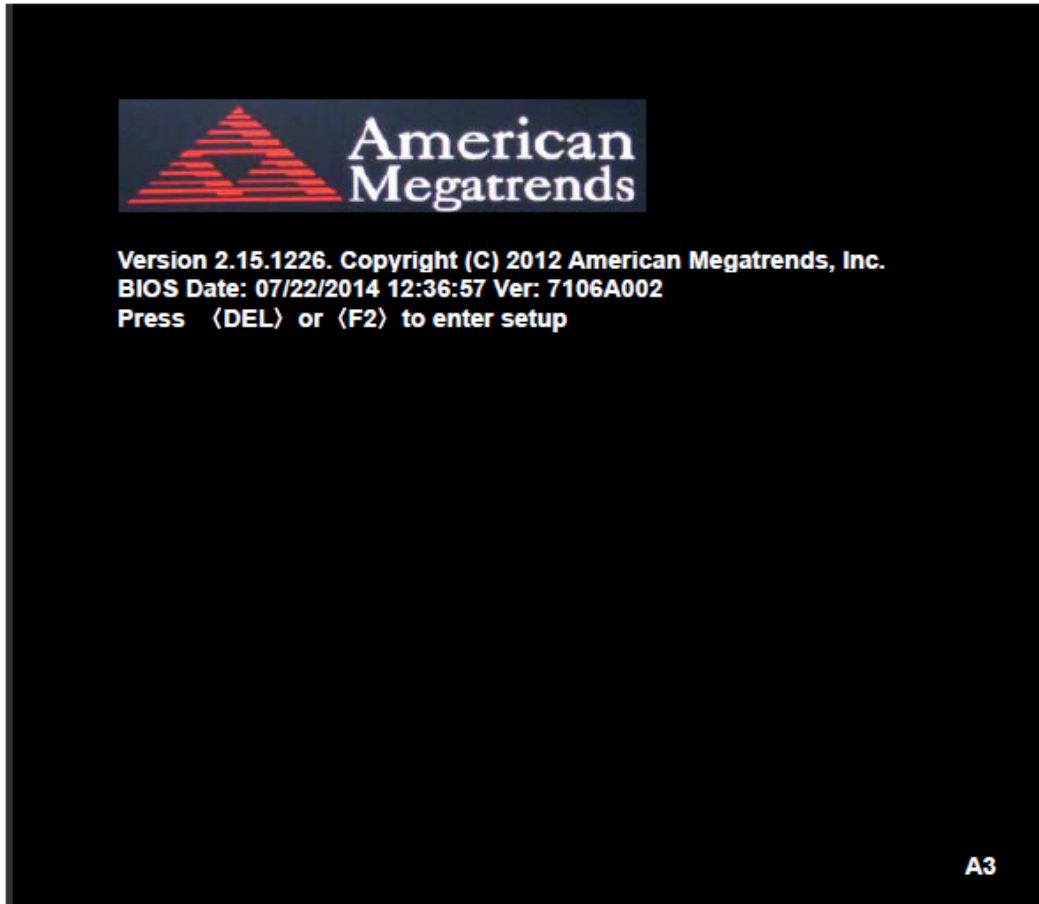 American
Megatrends
Version 2.15.1226. Copyright (C) 2012 American Megatrends, Inc.
BIOS Date: 07/22/2014 12:36:57 Ver: 7106A002
Press 〈DEL〉 or 〈F2〉 to enter setup
A3